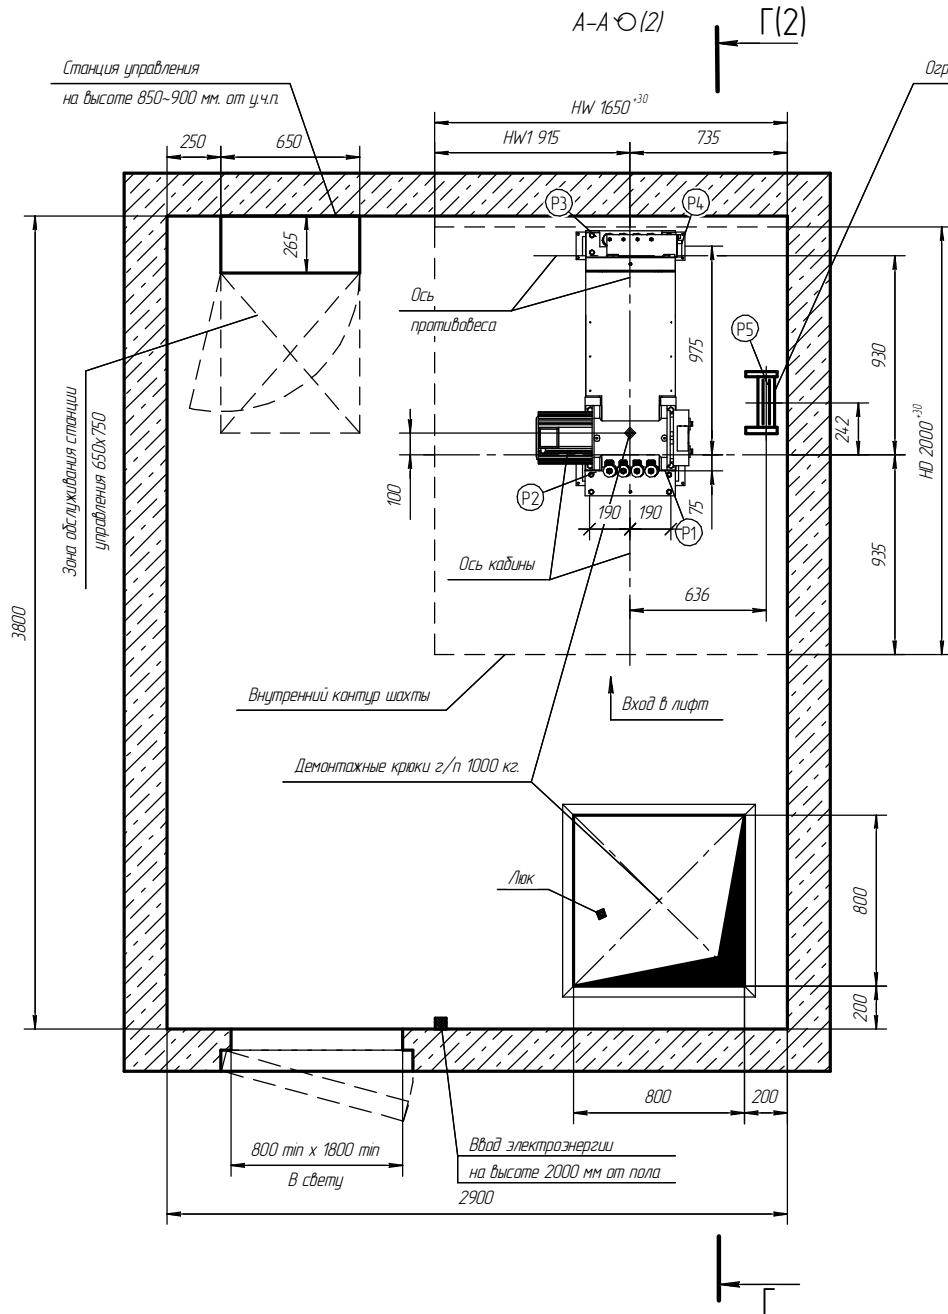 А-А (2)
Г(2)
Станция управления
на высоте 850~900 мм. от у.ч.п.
Огр
HW 1650 +30
250
650
HW1 915
735
P3
P4
265
Ось
противовеса
975
930
P5
242
HD 2000 +30
Зона обслуживания станции
управления 650х750
100
P2
190
190
75
P1
Ось кабины
935
636
3800
Внутренний контур шахты
Вход в лифт
Демонтажные крюки г/п 1000 кг.
Люк
800
200
800
200
800 min x 1800 min
В свету
Ввод электроэнергии
на высоте 2000 мм от пола
2900
Г